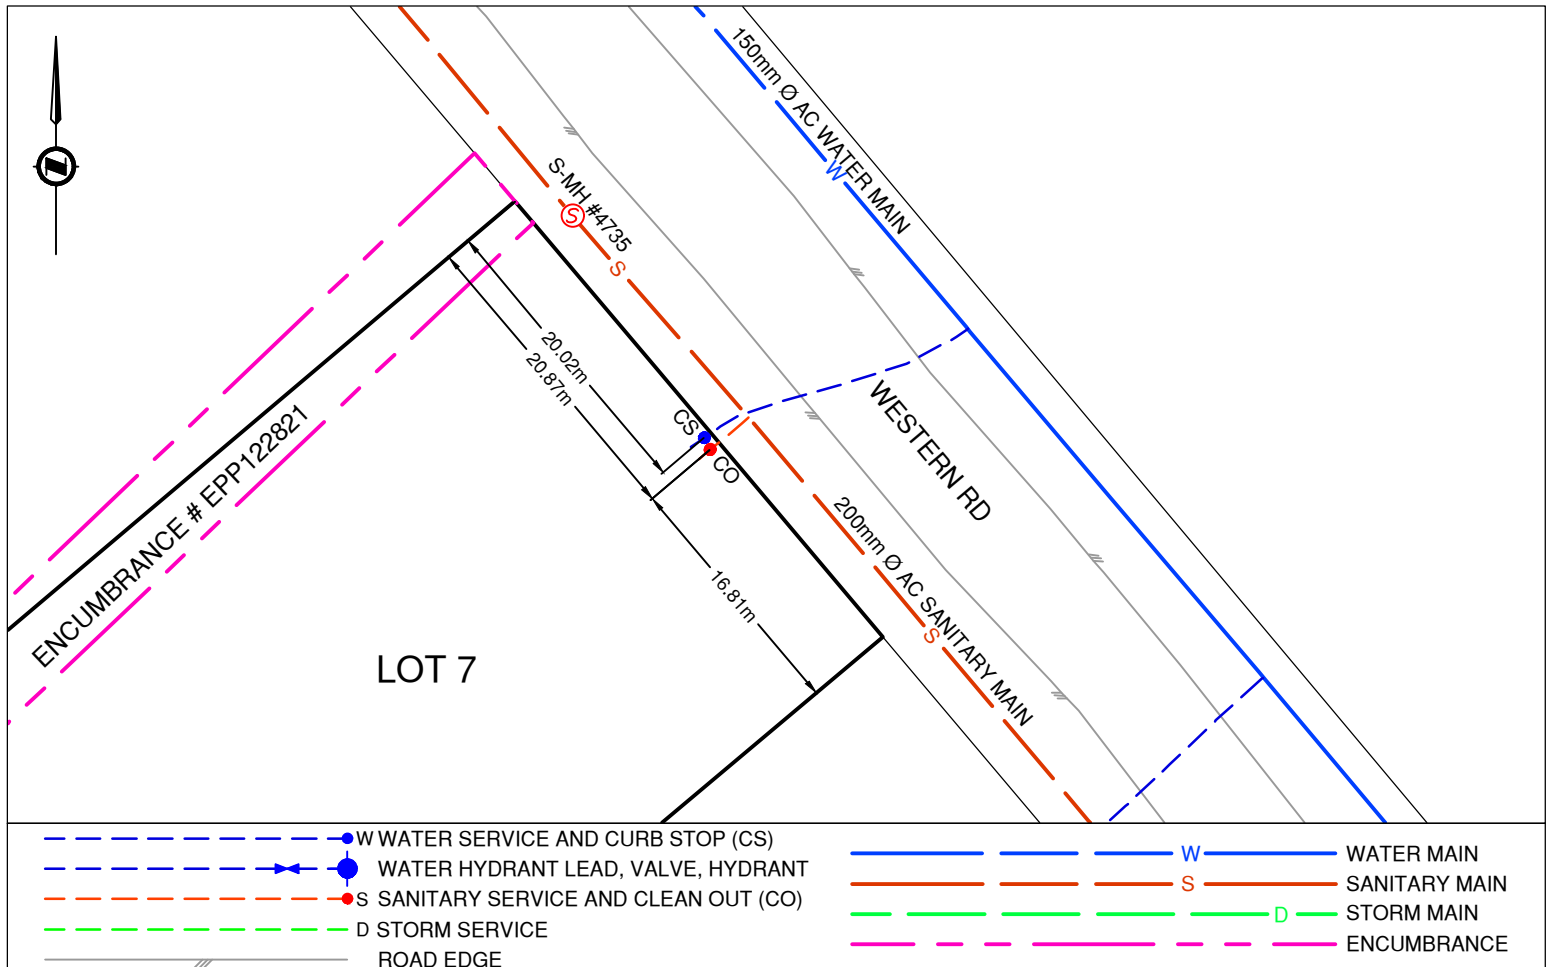 150mm Ø AC WATER MAIN
W
S-MH #4735
S
S
20.02m
20.87m
CS
CO
WESTERN RD
200mm Ø AC SANITARY MAIN
S
16.81m
ENCUMBRANCE # EPP122821
LOT 7
W WATER SERVICE AND CURB STOP (CS)
WATER HYDRANT LEAD, VALVE, HYDRANT
S SANITARY SERVICE AND CLEAN OUT (CO)
D STORM SERVICE
ROAD EDGE
W WATER MAIN
S SANITARY MAIN
D STORM MAIN
ENCUMBRANCE